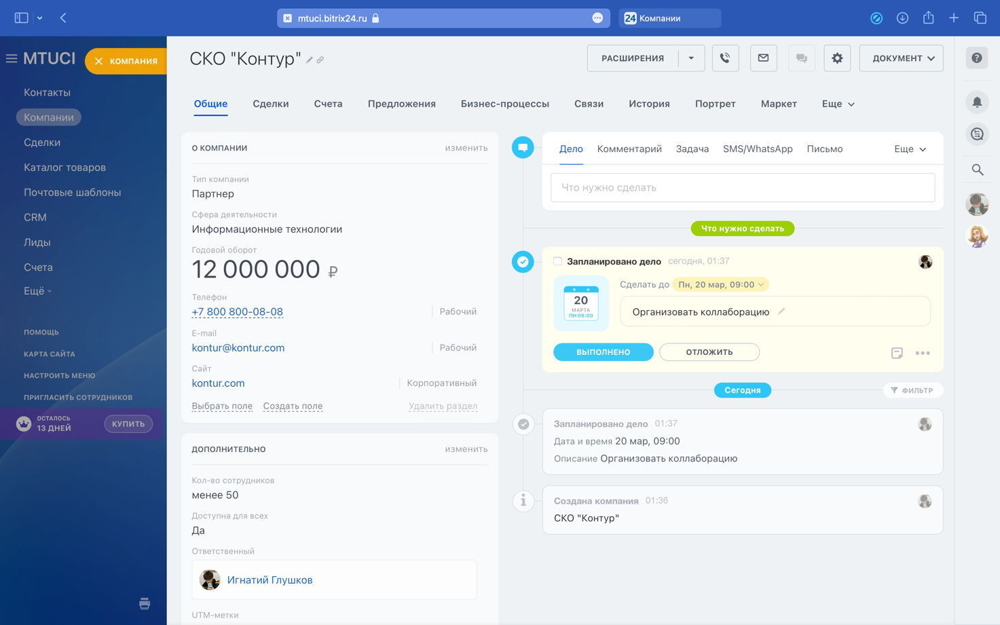 mtuci.bitrix24.ru
24 Компании
MTUCI
КОМПАНИЯ
Контакты
Компании
Сделки
Каталог товаров
Почтовые шаблоны
CRM
Лиды
Счета
Ещё
ПОМОЩЬ
КАРТА САЙТА
НАСТРОИТЬ МЕНЮ
ПРИГЛАСИТЬ СОТРУДНИКОВ
ОСТАЛОСЬ
13 ДНЕЙ
КУПИТЬ
СКО "Контур"
РАСШИРЕНИЯ
ДОКУМЕНТ
Общие
Сделки
Счета
Предложения
Бизнес-процессы
Связи
История
Портрет
Маркет
Еще
О КОМПАНИИ
изменить
Тип компании
Партнер
Сфера деятельности
Информационные технологии
Годовой оборот
12 000 000 ₽
Телефон
+7 800 800-08-08
Рабочий
E-mail
kontur@kontur.com
Рабочий
Сайт
kontur.com
Корпоративный
Выбрать поле
Создать поле
Удалить раздел
ДОПОЛНИТЕЛЬНО
изменить
Кол-во сотрудников
менее 50
Доступна для всех
Да
Ответственный
Игнатий Глушков
UTM-метки
Дело
Комментарий
Задача
SMS/WhatsApp
Письмо
Еще
Что нужно сделать
Что нужно сделать
Запланировано дело сегодня, 01:37
Сделать до Пн, 20 мар, 09:00
20
МАРТА
ПН 09:00
Организовать коллаборацию
ВЫПОЛНЕНО
ОТЛОЖИТЬ
Сегодня
ФИЛЬТР
Запланировано дело 01:37
Дата и время 20 мар, 09:00
Описание Организовать коллаборацию
Создана компания 01:36
СКО "Контур"